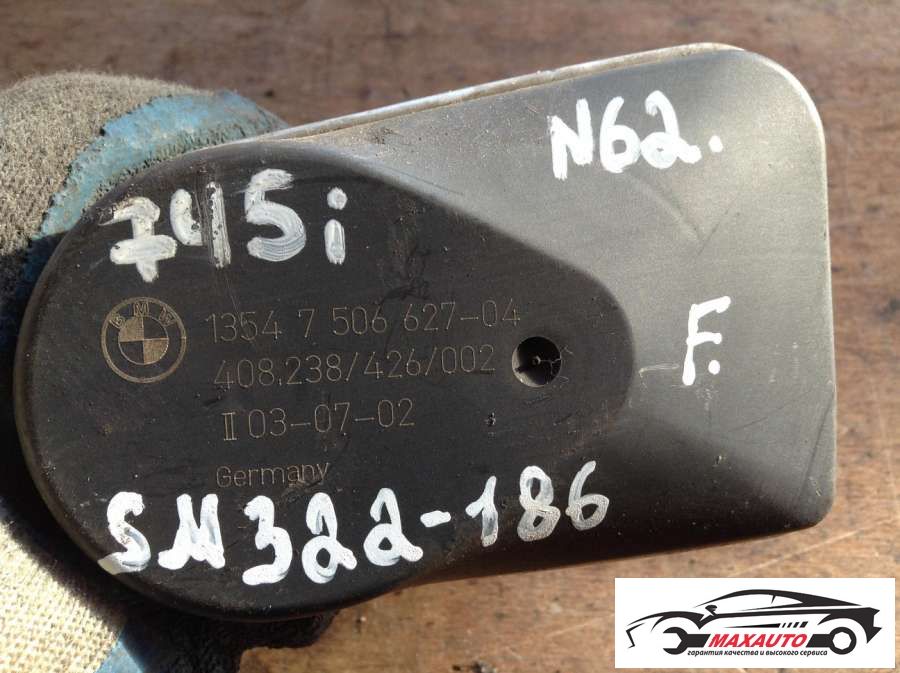 N62.
745i
BMW
1354 7 506 627-04
F.
408.238/426/002
II 03-07-02
Germany
SM322-186
MAXAUTO
гарантия качества и высокого сервиса